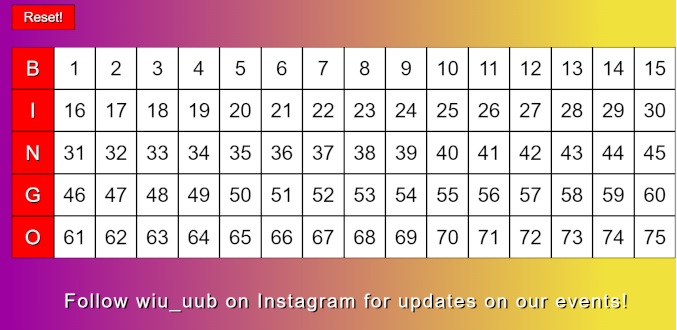 Reset!
B 1 2 3 4 5 6 7 8 9 10 11 12 13 14 15
I 16 17 18 19 20 21 22 23 24 25 26 27 28 29 30
N 31 32 33 34 35 36 37 38 39 40 41 42 43 44 45
G 46 47 48 49 50 51 52 53 54 55 56 57 58 59 60
O 61 62 63 64 65 66 67 68 69 70 71 72 73 74 75
Follow wiu_uub on Instagram for updates on our events!